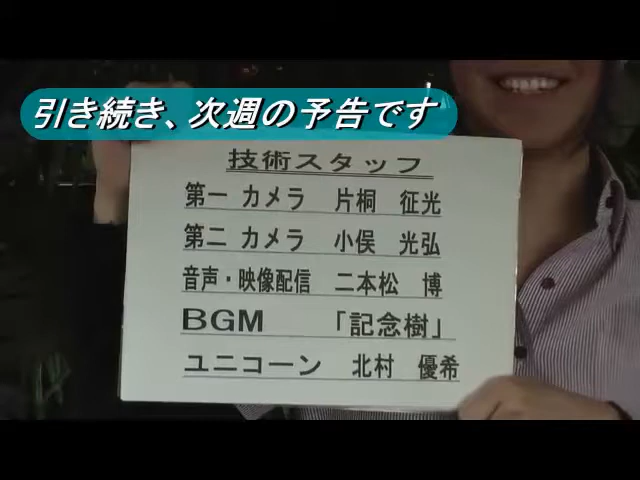 引き続き、次週の予告です
技術スタッフ
第一 カメラ 片桐 征光
第二 カメラ 小俣 光弘
音声・映像配信 二本松 博
BGM 「記念樹」
ユニコーン 北村 優希